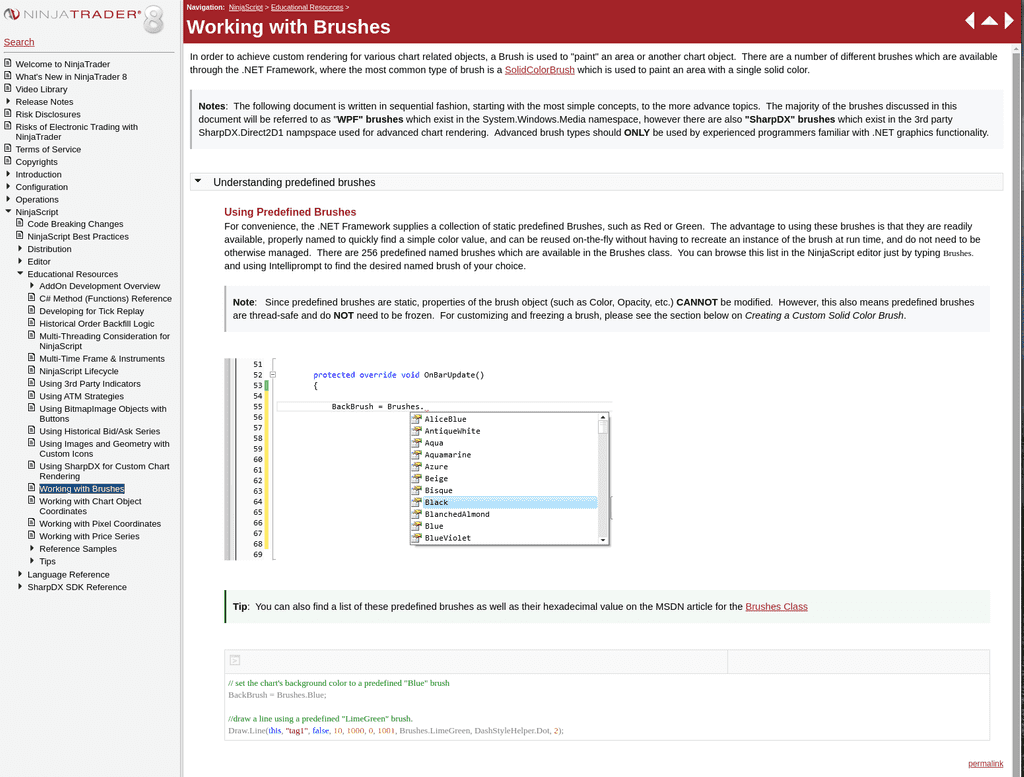 NINJATRADER® 8
Search
Welcome to NinjaTrader
What's New in NinjaTrader 8
Video Library
Release Notes
Risk Disclosures
Risks of Electronic Trading with
NinjaTrader
Terms of Service
Copyrights
Introduction
Configuration
Operations
NinjaScript
Code Breaking Changes
NinjaScript Best Practices
Distribution
Editor
Educational Resources
AddOn Development Overview
C# Method (Functions) Reference
Developing for Tick Replay
Historical Order Backfill Logic
Multi-Threading Consideration for
NinjaScript
Multi-Time Frame & Instruments
NinjaScript Lifecycle
Using 3rd Party Indicators
Using ATM Strategies
Using BitmapImage Objects with
Buttons
Using Historical Bid/Ask Series
Using Images and Geometry with
Custom Icons
Using SharpDX for Custom Chart
Rendering
Working with Brushes
Working with Chart Object
Coordinates
Working with Pixel Coordinates
Working with Price Series
Reference Samples
Tips
Language Reference
SharpDX SDK Reference
Navigation: NinjaScript > Educational Resources >
Working with Brushes
In order to achieve custom rendering for various chart related objects, a Brush is used to "paint" an area or another chart object. There are a number of different brushes which are available
through the .NET Framework, where the most common type of brush is a SolidColorBrush which is used to paint an area with a single solid color.
Notes: The following document is written in sequential fashion, starting with the most simple concepts, to the more advance topics. The majority of the brushes discussed in this
document will be referred to as "WPF" brushes which exist in the System.Windows.Media namespace, however there are also "SharpDX" brushes which exist in the 3rd party
SharpDX.Direct2D1 nampspace used for advanced chart rendering. Advanced brush types should ONLY be used by experienced programmers familiar with .NET graphics functionality.
Understanding predefined brushes
Using Predefined Brushes
For convenience, the .NET Framework supplies a collection of static predefined Brushes, such as Red or Green. The advantage to using these brushes is that they are readily
available, properly named to quickly find a simple color value, and can be reused on-the-fly without having to recreate an instance of the brush at run time, and do not need to be
otherwise managed. There are 256 predefined named brushes which are available in the Brushes class. You can browse this list in the NinjaScript editor just by typing Brushes.
and using Intelliprompt to find the desired named brush of your choice.
Note: Since predefined brushes are static, properties of the brush object (such as Color, Opacity, etc.) CANNOT be modified. However, this also means predefined brushes
are thread-safe and do NOT need to be frozen. For customizing and freezing a brush, please see the section below on Creating a Custom Solid Color Brush.
51
52 protected override void OnBarUpdate()
53 {
54
55 BackBrush = Brushes.
56 AliceBlue
57 AntiqueWhite
58 Aqua
59 Aquamarine
60 Azure
61 Beige
62 Bisque
63
64 Black
65 BlanchedAlmond
66 Blue
67 BlueViolet
68
69
Tip: You can also find a list of these predefined brushes as well as their hexadecimal value on the MSDN article for the Brushes Class
// set the chart's background color to a predefined "Blue" brush
BackBrush = Brushes.Blue;
//draw a line using a predefined "LimeGreen" brush.
Draw.Line(this, "tag1", false, 10, 1000, 0, 1001, Brushes.LimeGreen, DashStyleHelper.Dot, 2);
permalink